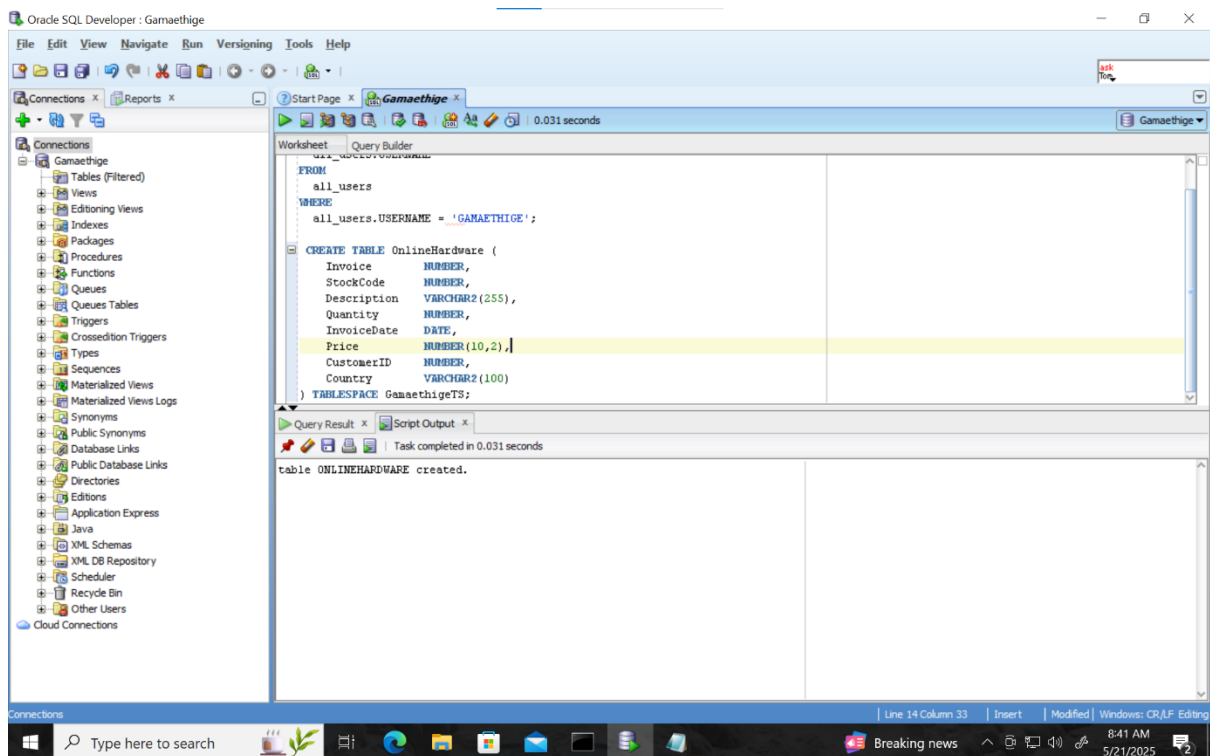 Oracle SQL Developer : Gamaethige
File Edit View Navigate Run Versioning Tools Help
ask
Tom
Connections x Reports x
Start Page x Gamaethige x
0.031 seconds
Gamaethige
Worksheet Query Builder
Connections
Gamaethige
Tables (Filtered)
Views
Editioning Views
Indexes
Packages
Procedures
Functions
Queues
Queues Tables
Triggers
Crossedition Triggers
Types
Sequences
Materialized Views
Materialized Views Logs
Synonyms
Public Synonyms
Database Links
Public Database Links
Directories
Editions
Application Express
Java
XML Schemas
XML DB Repository
Scheduler
Recycle Bin
Other Users
Cloud Connections
all_users.USERNAME
FROM
all_users
WHERE
all_users.USERNAME = 'GAMAETHIGE';
CREATE TABLE OnlineHardware (
Invoice NUMBER,
StockCode NUMBER,
Description VARCHAR2(255),
Quantity NUMBER,
InvoiceDate DATE,
Price NUMBER(10,2),
CustomerID NUMBER,
Country VARCHAR2(100)
) TABLESPACE GamaethigeTS;
Query Result x Script Output x
Task completed in 0.031 seconds
table ONLINEHARDWARE created.
Connections
Line 14 Column 33 Insert Modified Windows: CR/LF Editing
Type here to search
Breaking news
8:41 AM
5/21/2025
2